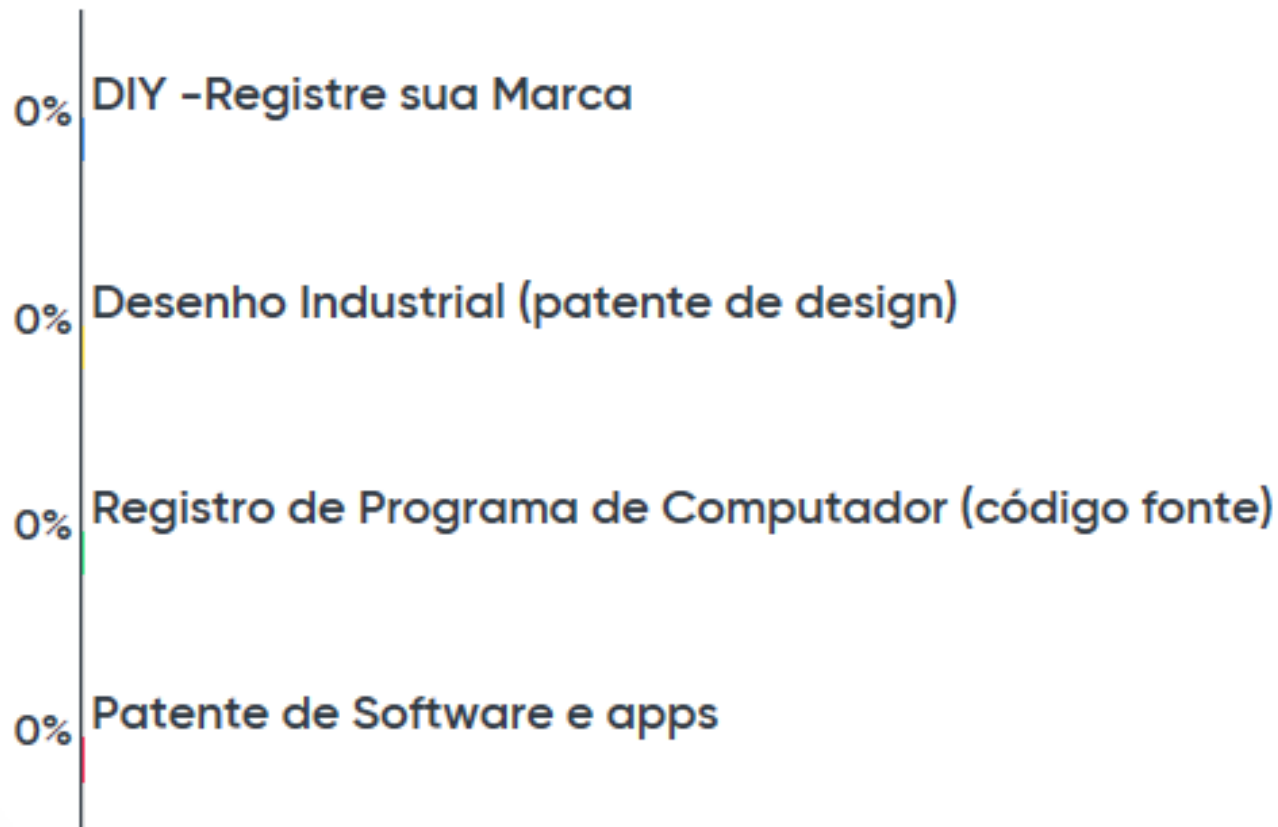 DIY -Registre sua Marca
0%
Desenho Industrial (patente de design)
0%
Registro de Programa de Computador (código fonte)
0%
Patente de Software e apps
0%